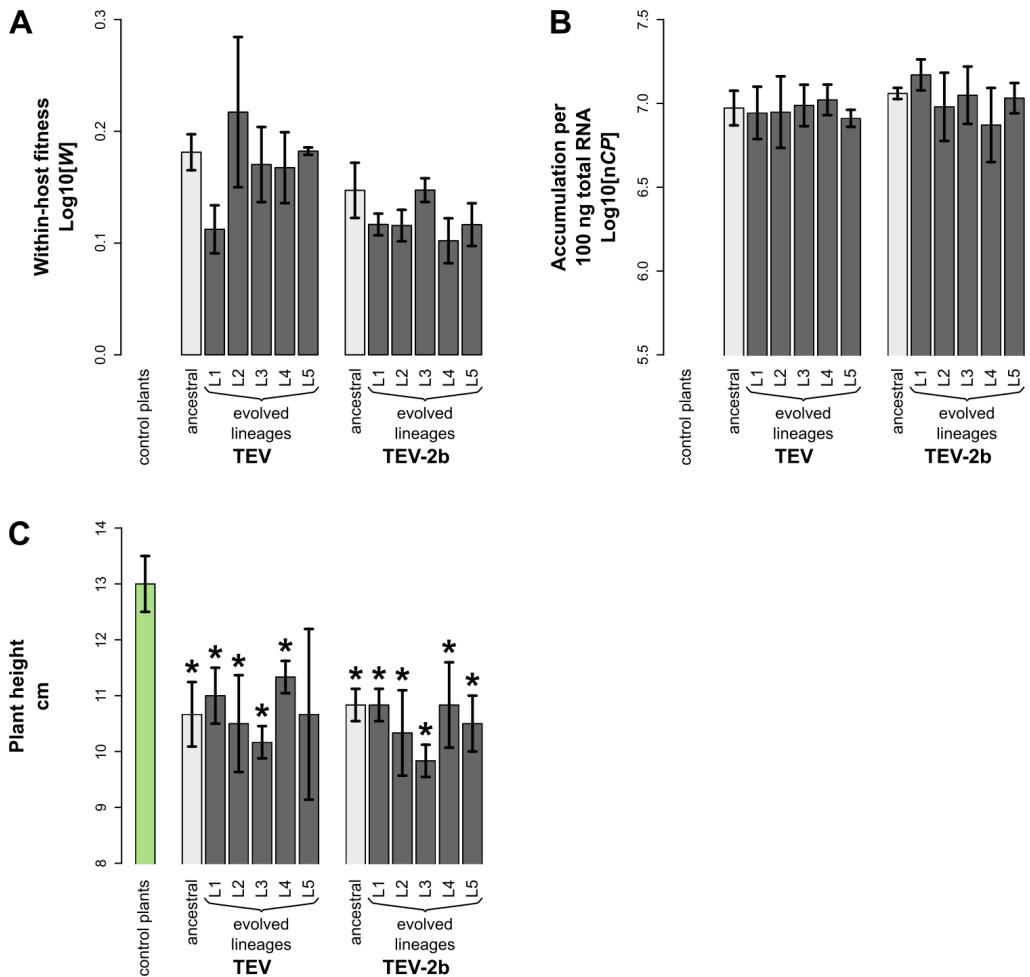 A
Within-host fitness
Log10[W]
0.3
0.2
0.1
0.0
control plants
ancestral
L1
L2
L3
L4
L5
evolved
lineages
TEV
ancestral
L1
L2
L3
L4
L5
evolved
lineages
TEV-2b
B
Accumulation per
100 ng total RNA
Log10[nCP]
7.5
7.0
6.5
6.0
5.5
control plants
ancestral
L1
L2
L3
L4
L5
evolved
lineages
TEV
ancestral
L1
L2
L3
L4
L5
evolved
lineages
TEV-2b
C
Plant height
cm
14
13
12
11
10
9
8
control plants
* * * * *
ancestral
L1
L2
L3
L4
L5
evolved
lineages
TEV
* * * * * *
ancestral
L1
L2
L3
L4
L5
evolved
lineages
TEV-2b